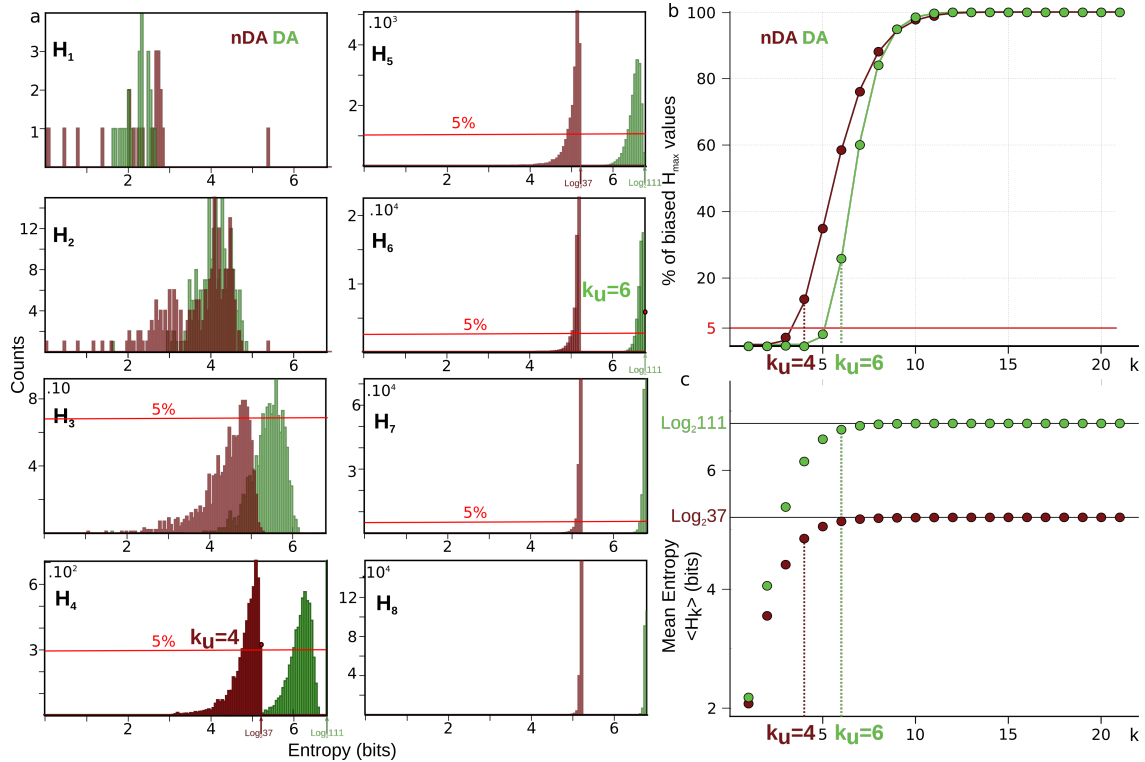 a
H1
nDA DA
3
2
1
2
4
6
H2
12
8
4
2
4
6
Counts
.10
H3
5%
8
4
2
4
6
.10²
H4
5%
ku=4
6
3
2
4
6
Log₂37
Log₂111
Entropy (bits)
.10³
H5
5%
4
2
2
4
6
Log₂37
Log₂111
.10⁴
H6
5%
ku=6
2
1
2
4
6
Log₂111
.10⁴
H7
5%
6
3
2
4
6
.10⁴
H8
12
8
4
2
4
6
b
nDA DA
% of biased Hmax values
100
80
60
40
20
5
ku=4
5
ku=6
10
15
20
k
c
Log₂111
6
Log₂37
4
2
Mean Entropy
<Hk> (bits)
ku=4
5
ku=6
10
15
20
k